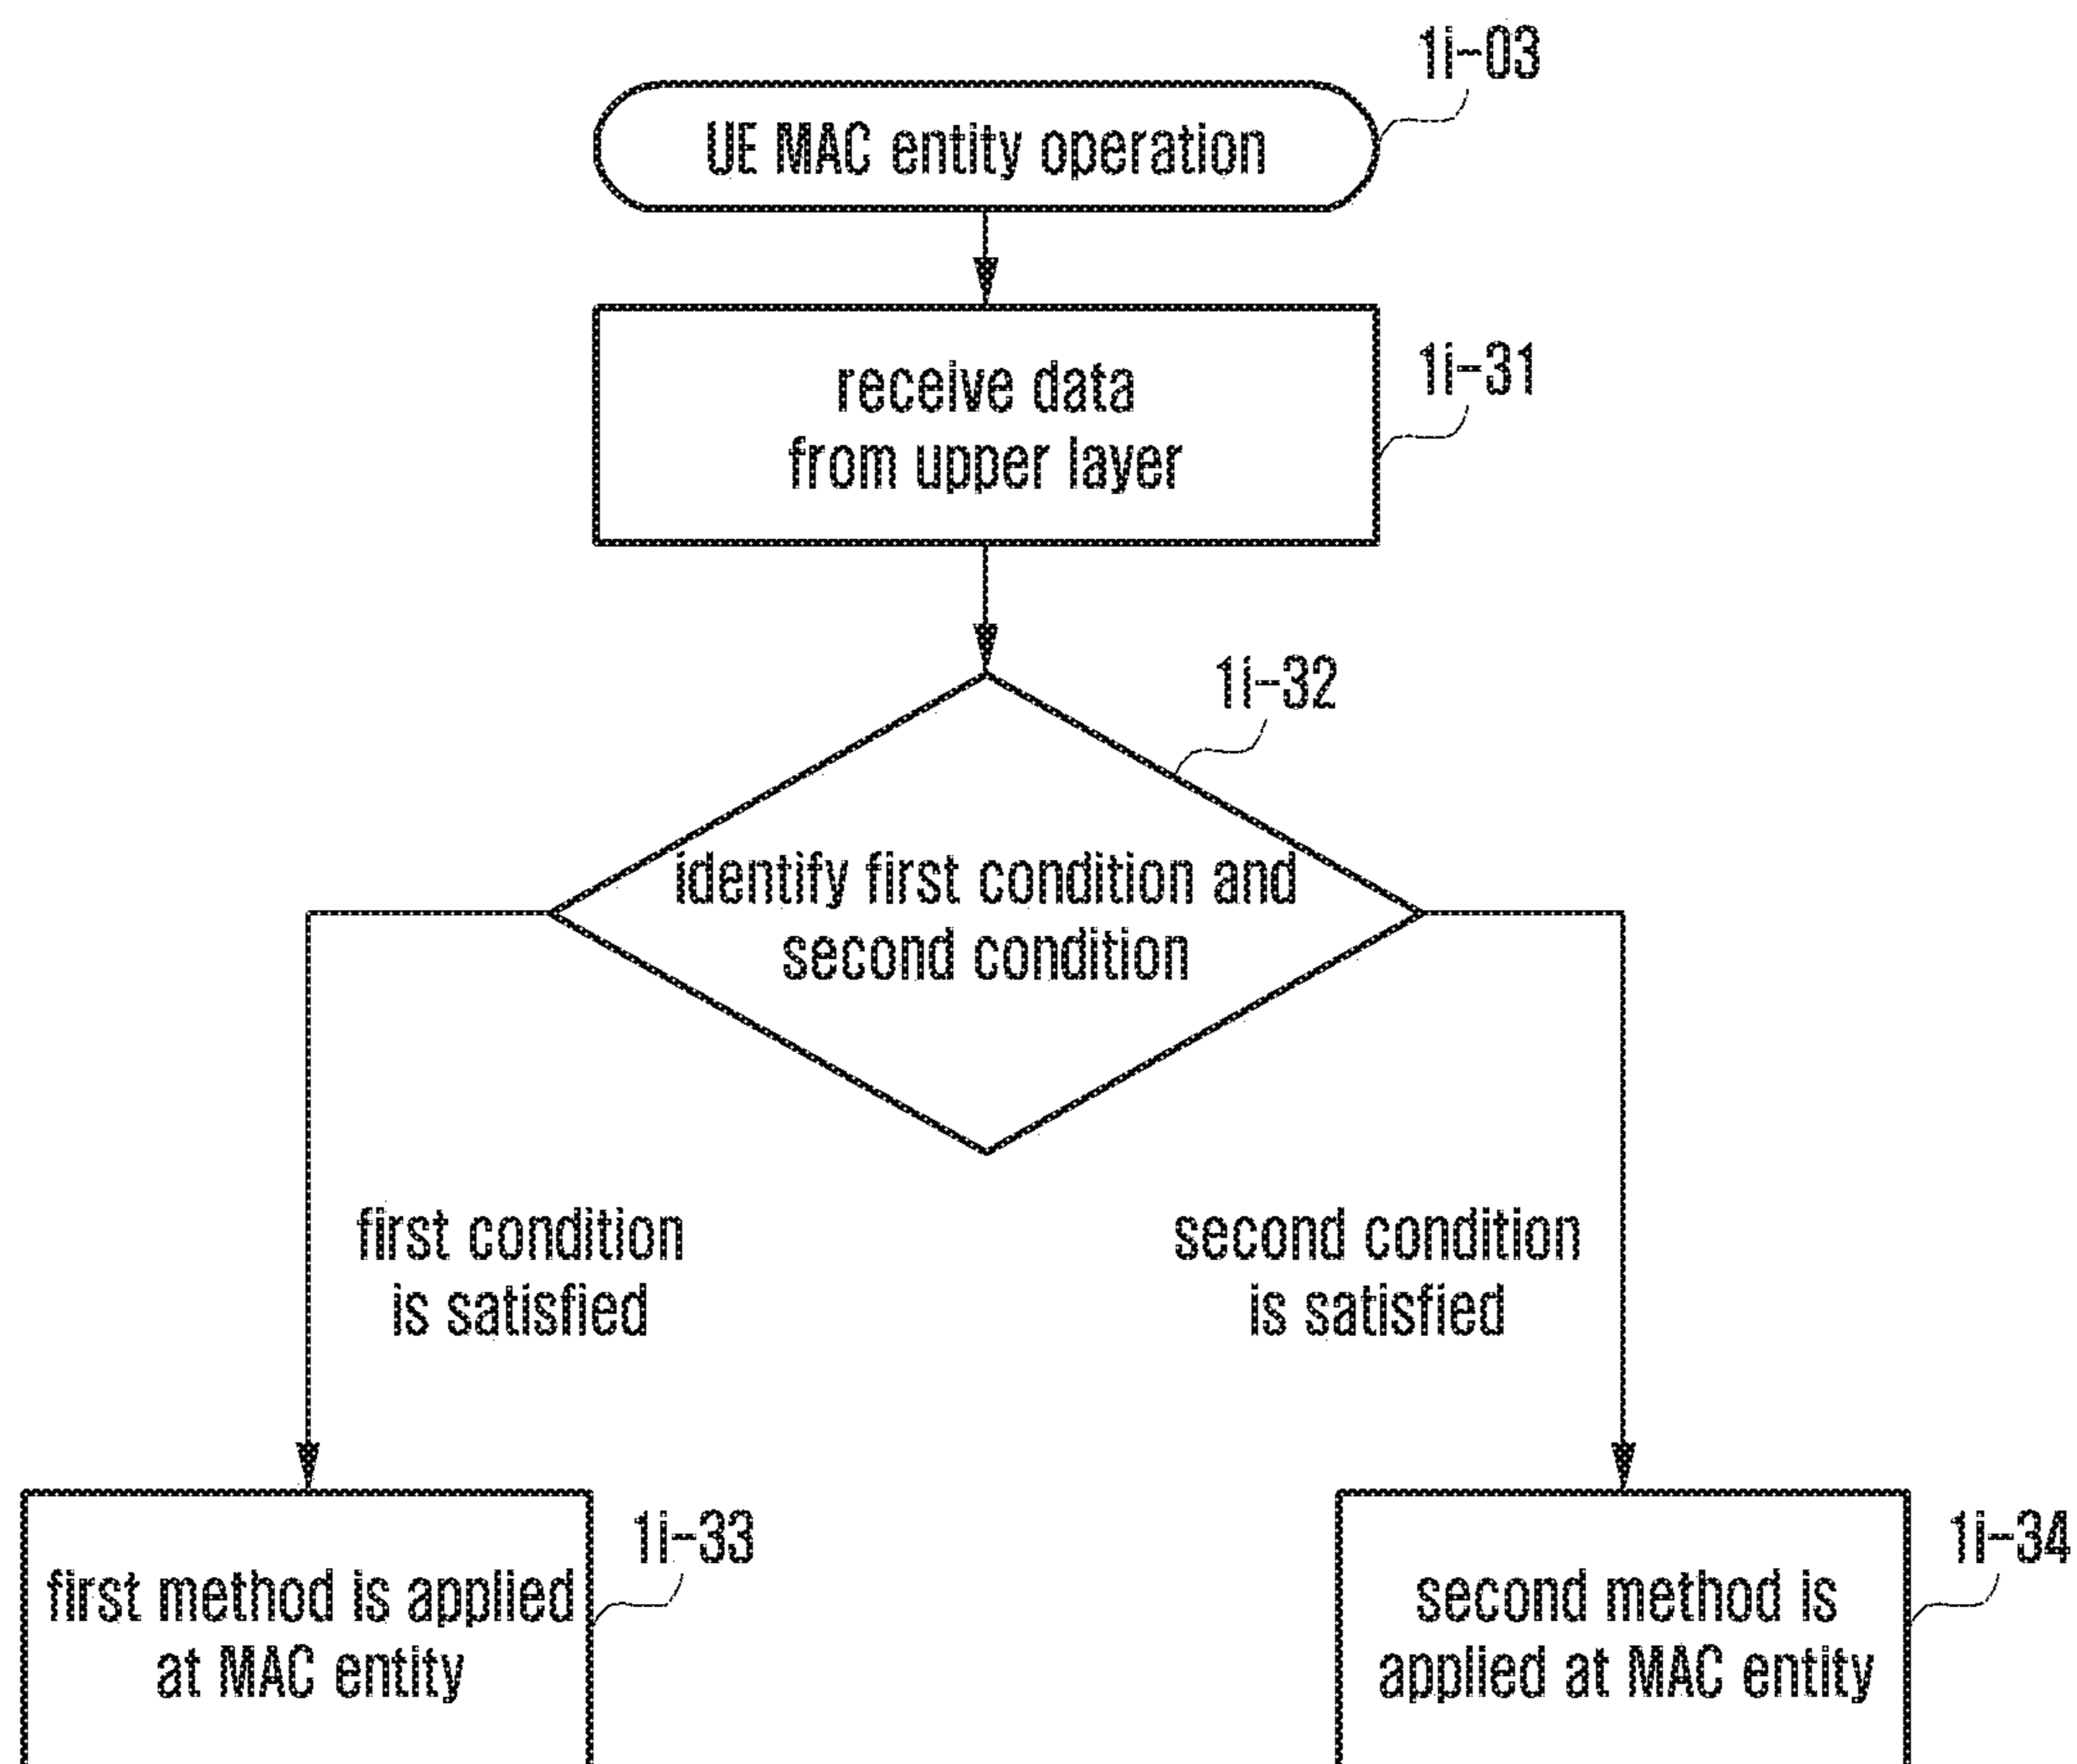 1i-03
UE MAC entity operation
1i-31
receive data
from upper layer
1i-32
identify first condition and
second condition
first condition
is satisfied
second condition
is satisfied
1i-33
first method is applied
at MAC entity
1i-34
second method is
applied at MAC entity